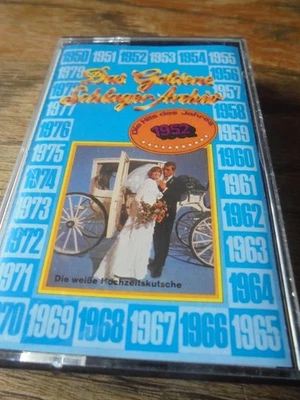 1950 1951 1952 1953 1954 1955
1979 Das Goldene 1956
Schlager-Archiv 1957
1977 Die Hits des Jahres 1958
1976 1952 1959
1975 1960
1974 1961
1973 1962
1972 1963
1971 Die weiße Hochzeitskutsche 1964
1969 1968 1967 1966 1965